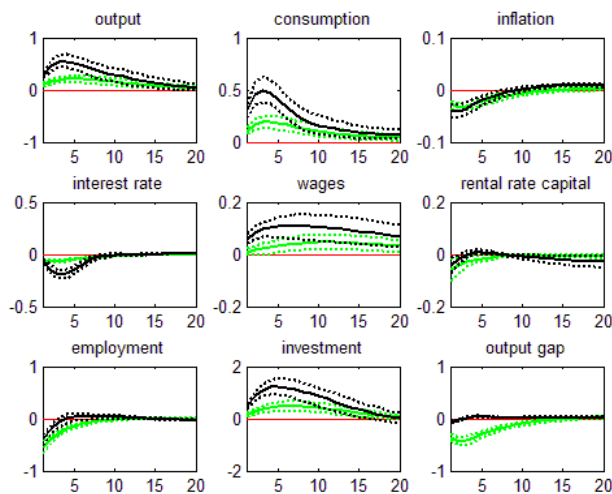 output consumption inflation
1 1 0.1
0 0.5 0
-1 0 -0.1
5 10 15 20 5 10 15 20 5 10 15 20
interest rate wages rental rate capital
0.5 0.2 0.2
0 0 0
-0.5 -0.2 -0.2
5 10 15 20 5 10 15 20 5 10 15 20
employment investment output gap
1 2 1
0 0 0
-1 -2 -1
5 10 15 20 5 10 15 20 5 10 15 20